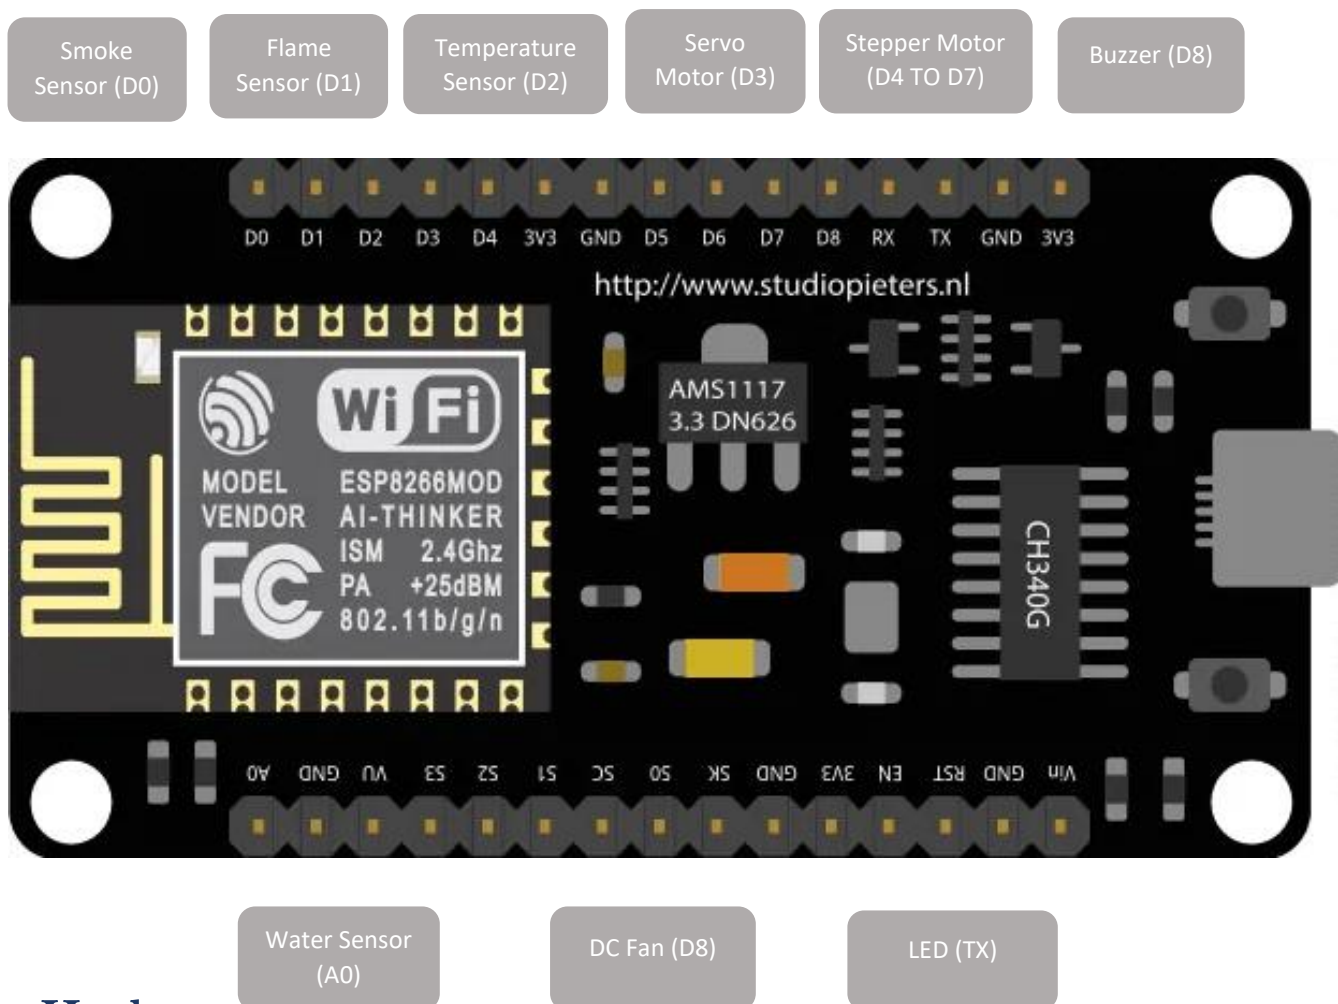 Smoke
Sensor (D0)
Flame
Sensor (D1)
Temperature
Sensor (D2)
Servo
Motor (D3)
Stepper Motor
(D4 TO D7)
Buzzer (D8)
D0 D1 D2 D3 D4 3V3 GND D5 D6 D7 D8 RX TX GND 3V3
http://www.studiopieters.nl
WiFi
MODEL ESP8266MOD
VENDOR AI-THINKER
ISM 2.4Ghz
PA +25dBM
802.11b/g/n
FC
AMS1117
3.3 DN626
CH340G
A0 GND VU S3 S2 S1 SC S0 SK GND 3V3 EN RST GND Vin
Water Sensor
(A0)
DC Fan (D8)
LED (TX)